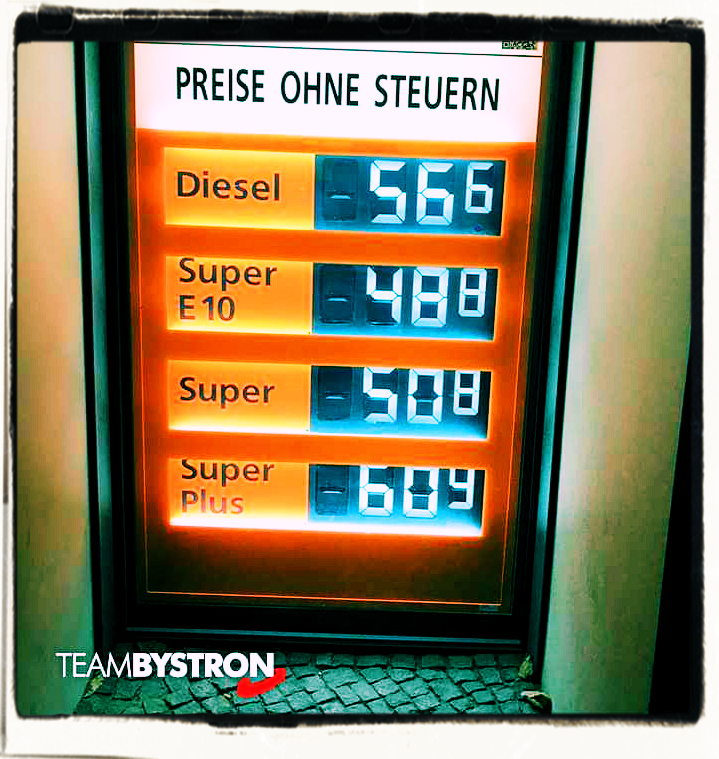 PREISE OHNE STEUERN
Diesel - 56⁶
Super
E10 - 48⁸
Super - 50⁸
Super
Plus - 60⁹
TEAMBYSTRON